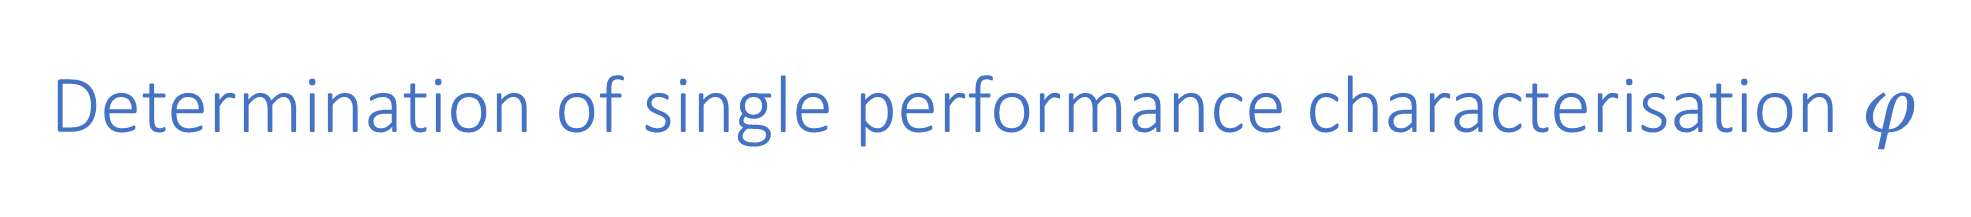 Determination of single performance characterisation 𝜑